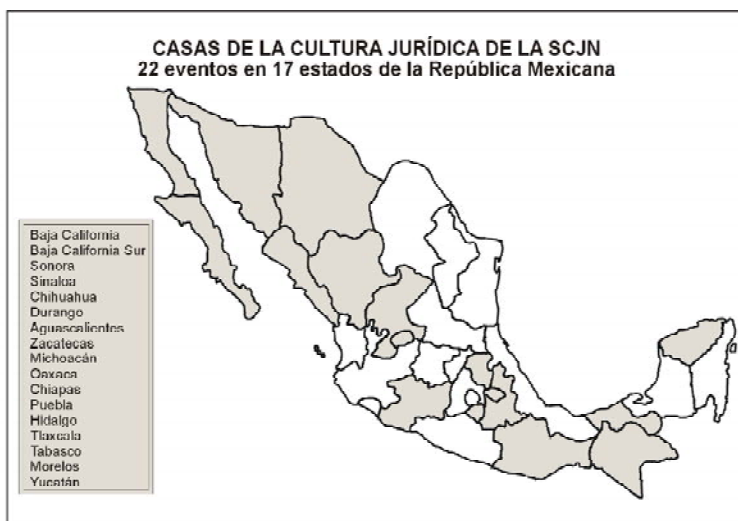 CASAS DE LA CULTURA JURÍDICA DE LA SCJN
22 eventos en 17 estados de la República Mexicana
Baja California
Baja California Sur
Sonora
Sinaloa
Chihuahua
Durango
Aguascalientes
Zacatecas
Michoacán
Oaxaca
Chiapas
Puebla
Hidalgo
Tlaxcala
Tabasco
Morelos
Yucatán